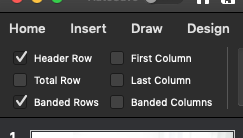 Home Insert Draw Design
Header Row First Column
Total Row Last Column
Banded Rows Banded Columns
1